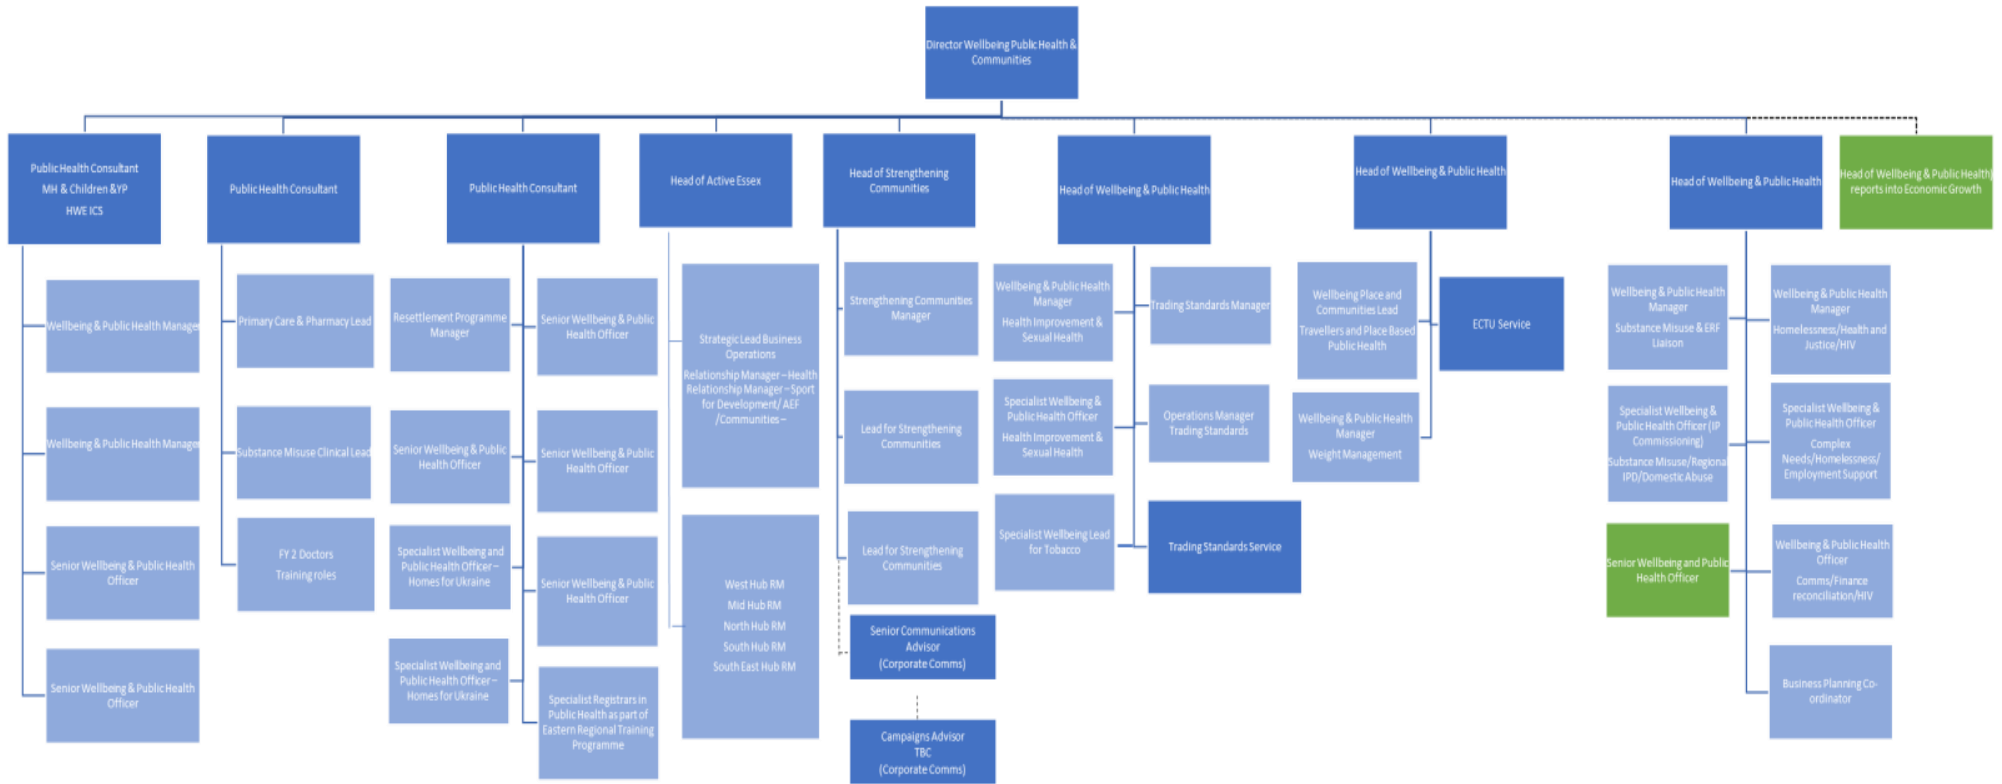 Director Wellbeing Public Health &
Communities
Public Health Consultant
MH & Children &YP
HWE ICS
Public Health Consultant
Public Health Consultant
Head of Active Essex
Head of Strengthening
Communities
Head of Wellbeing & Public Health
Head of Wellbeing & Public Health
Head of Wellbeing & Public Health
Head of Wellbeing & Public Health)
reports into Economic Growth
Wellbeing & Public Health Manager
Wellbeing & Public Health Manager
Senior Wellbeing & Public Health
Officer
Senior Wellbeing & Public Health
Officer
Primary Care & Pharmacy Lead
Substance Misuse Clinical Lead
FY 2 Doctors
Training roles
Resettlement Programme
Manager
Senior Wellbeing & Public
Health Officer
Specialist Wellbeing and
Public Health Officer –
Homes for Ukraine
Specialist Wellbeing and
Public Health Officer –
Homes for Ukraine
Senior Wellbeing & Public
Health Officer
Senior Wellbeing & Public
Health Officer
Senior Wellbeing & Public
Health Officer
Specialist Registrars in
Public Health as part of
Eastern Regional Training
Programme
Strategic Lead Business
Operations
Relationship Manager – Health
Relationship Manager – Sport
for Development/ AEF
/Communities –
West Hub RM
Mid Hub RM
North Hub RM
South Hub RM
South East Hub RM
Strengthening Communities
Manager
Lead for Strengthening
Communities
Lead for Strengthening
Communities
Senior Communications
Advisor
(Corporate Comms)
Campaigns Advisor
TBC
(Corporate Comms)
Wellbeing & Public Health
Manager
Health Improvement &
Sexual Health
Specialist Wellbeing &
Public Health Officer
Health Improvement &
Sexual Health
Specialist Wellbeing Lead
for Tobacco
Trading Standards Manager
Operations Manager
Trading Standards
Trading Standards Service
Wellbeing Place and
Communities Lead
Travellers and Place Based
Public Health
Wellbeing & Public Health
Manager
Weight Management
ECTU Service
Wellbeing & Public Health
Manager
Substance Misuse & ERF
Liaison
Specialist Wellbeing &
Public Health Officer (IP
Commissioning)
Substance Misuse/Regional
IPD/Domestic Abuse
Senior Wellbeing and Public
Health Officer
Wellbeing & Public Health
Manager
Homelessness/Health and
Justice/HIV
Specialist Wellbeing &
Public Health Officer
Complex
Needs/Homelessness/
Employment Support
Wellbeing & Public Health
Officer
Comms/Finance
reconciliation/HIV
Business Planning Co-
ordinator